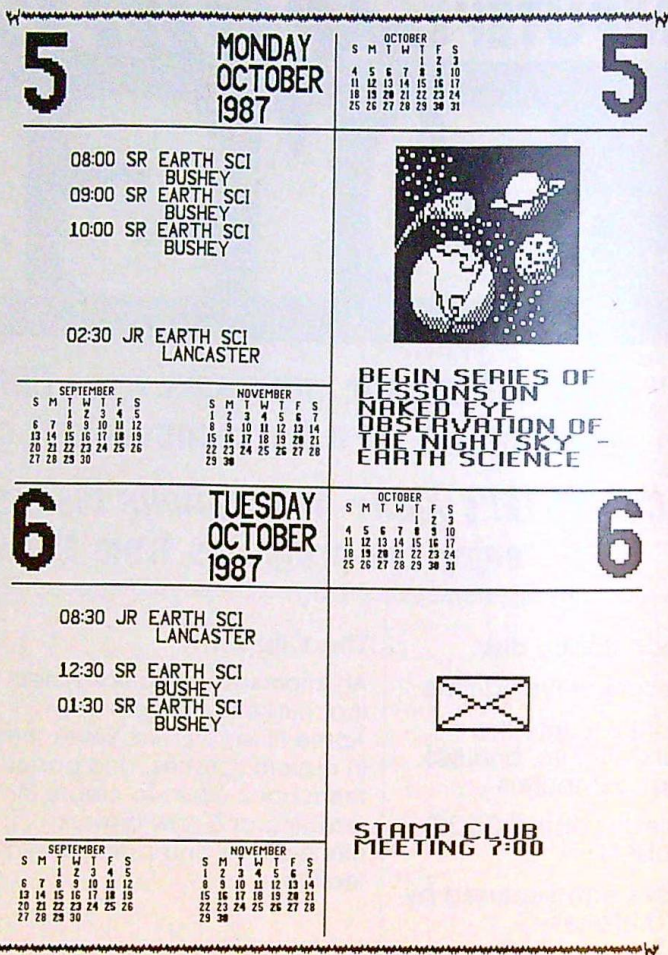 5
MONDAY
OCTOBER
1987
OCTOBER
S M T W T F S
1 2 3
4 5 6 7 8 9 10
11 12 13 14 15 16 17
18 19 20 21 22 23 24
25 26 27 28 29 30 31
5
08:00 SR EARTH SCI
BUSHEY
09:00 SR EARTH SCI
BUSHEY
10:00 SR EARTH SCI
BUSHEY
02:30 JR EARTH SCI
LANCASTER
SEPTEMBER
S M T W T F S
1 2 3 4 5
6 7 8 9 10 11 12
13 14 15 16 17 18 19
20 21 22 23 24 25 26
27 28 29 30
NOVEMBER
S M T W T F S
1 2 3 4 5 6 7
8 9 10 11 12 13 14
15 16 17 18 19 20 21
22 23 24 25 26 27 28
29 30
BEGIN SERIES OF
LESSONS ON
NAKED EYE
OBSERVATION OF
THE NIGHT SKY -
EARTH SCIENCE
6
TUESDAY
OCTOBER
1987
OCTOBER
S M T W T F S
1 2 3
4 5 6 7 8 9 10
11 12 13 14 15 16 17
18 19 20 21 22 23 24
25 26 27 28 29 30 31
6
08:30 JR EARTH SCI
LANCASTER
12:30 SR EARTH SCI
BUSHEY
01:30 SR EARTH SCI
BUSHEY
SEPTEMBER
S M T W T F S
1 2 3 4 5
6 7 8 9 10 11 12
13 14 15 16 17 18 19
20 21 22 23 24 25 26
27 28 29 30
NOVEMBER
S M T W T F S
1 2 3 4 5 6 7
8 9 10 11 12 13 14
15 16 17 18 19 20 21
22 23 24 25 26 27 28
29 30
STAMP CLUB
MEETING 7:00